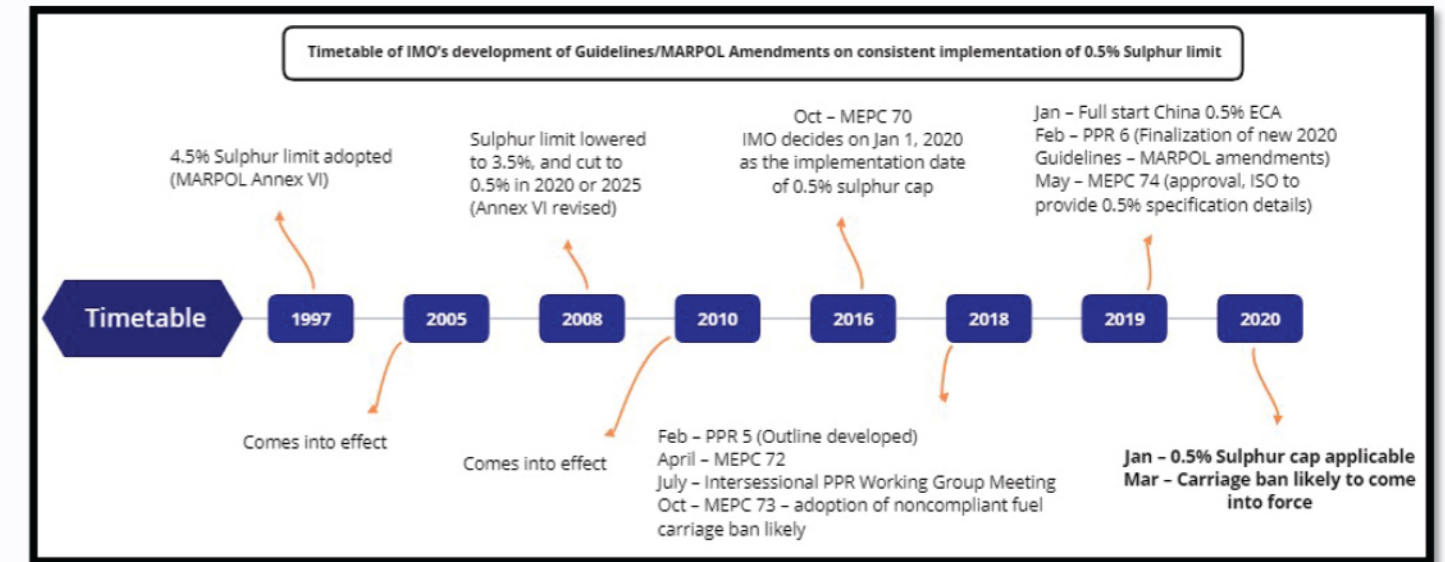 Timetable of IMO's development of Guidelines/MARPOL Amendments on consistent implementation of 0.5% Sulphur limit
4.5% Sulphur limit adopted
(MARPOL Annex VI)
Sulphur limit lowered
to 3.5%, and cut to
0.5% in 2020 or 2025
(Annex VI revised)
Oct – MEPC 70
IMO decides on Jan 1, 2020
as the implementation date
of 0.5% sulphur cap
Jan – Full start China 0.5% ECA
Feb – PPR 6 (Finalization of new 2020
Guidelines – MARPOL amendments)
May – MEPC 74 (approval, ISO to
provide 0.5% specification details)
Timetable
1997
2005
2008
2010
2016
2018
2019
2020
Comes into effect
Comes into effect
Feb – PPR 5 (Outline developed)
April – MEPC 72
July – Intersessional PPR Working Group Meeting
Oct – MEPC 73 – adoption of noncompliant fuel
carriage ban likely
Jan – 0.5% Sulphur cap applicable
Mar – Carriage ban likely to come
into force